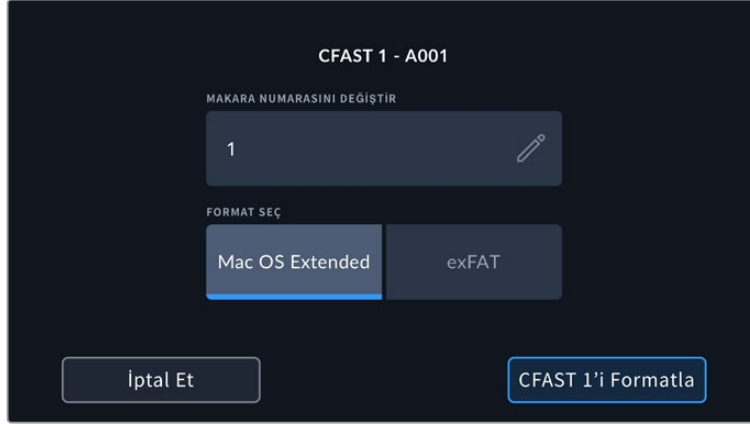 CFAST 1 - A001
MAKARA NUMARASINI DEĞİŞTİR
1
FORMAT SEÇ
Mac OS Extended
exFAT
İptal Et
CFAST 1’i Formatla